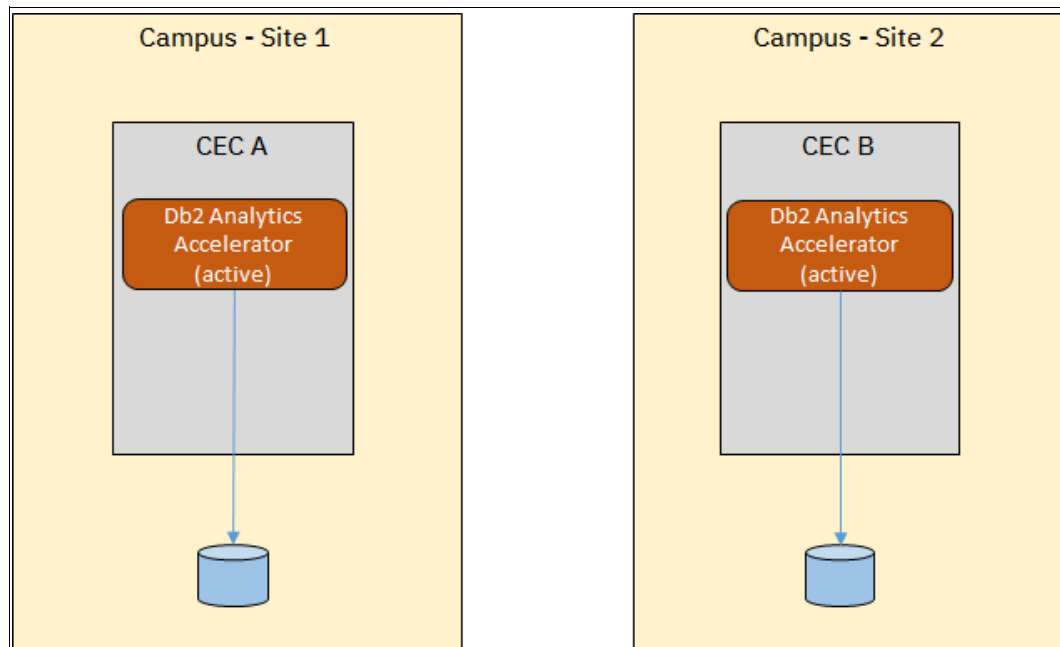 Campus - Site 1
CEC A
Db2 Analytics
Accelerator
(active)
Campus - Site 2
CEC B
Db2 Analytics
Accelerator
(active)